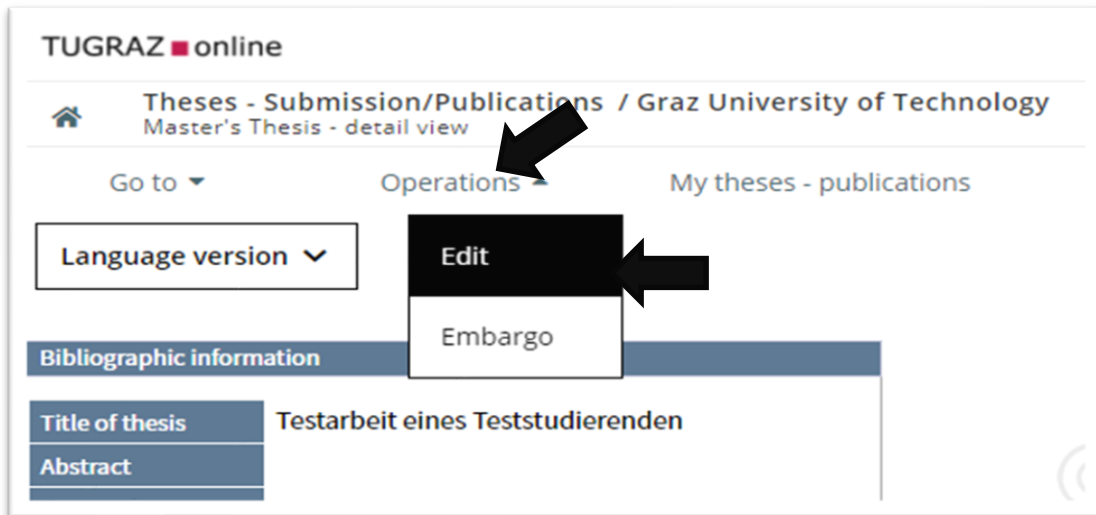 TUGRAZ online
Theses - Submission/Publications / Graz University of Technology
Master's Thesis - detail view
Go to Operations My theses - publications
Language version
Edit
Embargo
Bibliographic information
Title of thesis Testarbeit eines Teststudierenden
Abstract